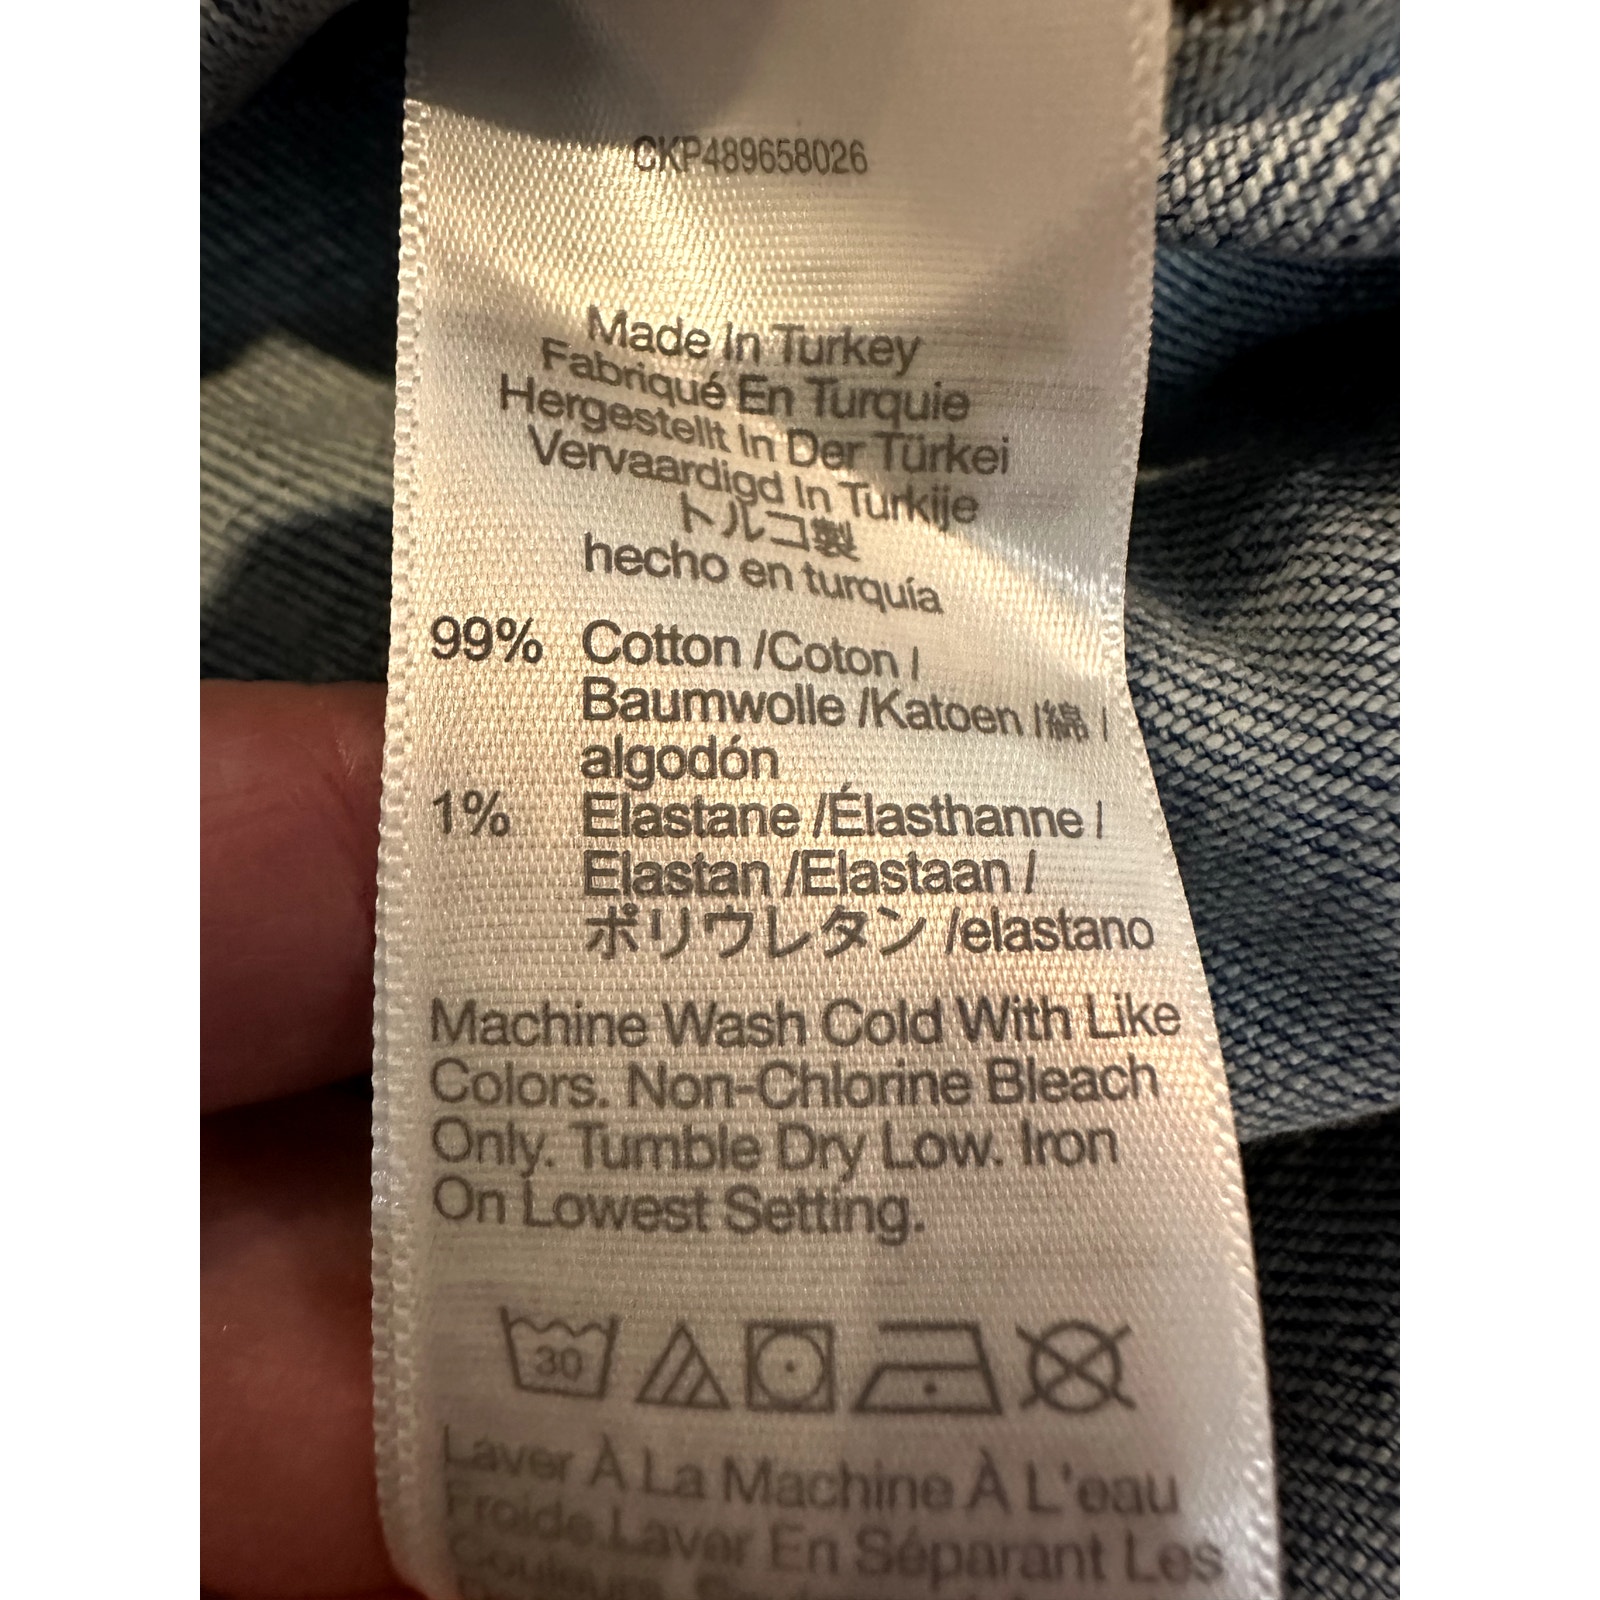 CKP489658026
Made In Turkey
Fabriqué En Turquie
Hergestellt In Der Türkei
Vervaardigd In Turkije
トルコ製
hecho en turquía
99% Cotton /Coton /
Baumwolle /Katoen /綿 /
algodón
1% Elastane /Élasthanne /
Elastan /Elastaan /
ポリウレタン /elastano
Machine Wash Cold With Like
Colors. Non-Chlorine Bleach
Only. Tumble Dry Low. Iron
On Lowest Setting.
30
Laver À La Machine À L'eau
Froide.Laver En Séparant Les